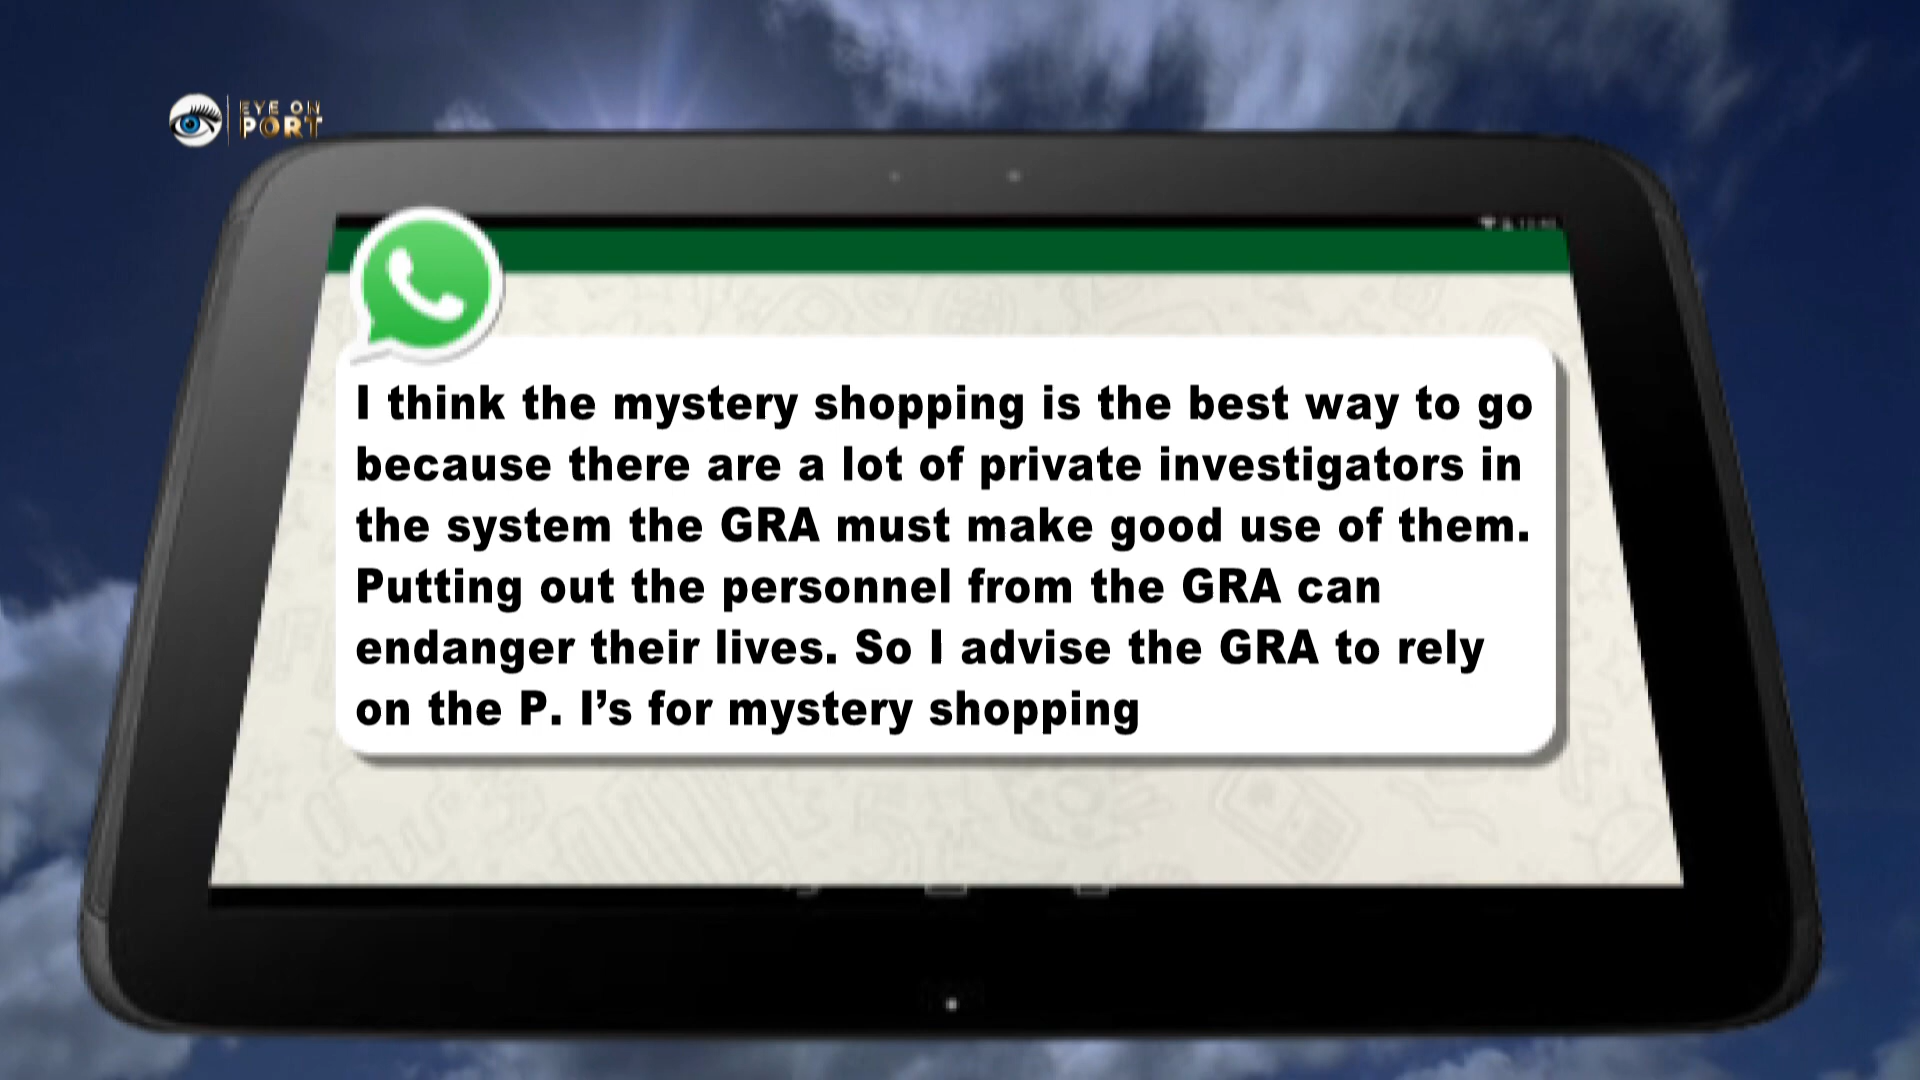 EYE ON
PORT
I think the mystery shopping is the best way to go
because there are a lot of private investigators in
the system the GRA must make good use of them.
Putting out the personnel from the GRA can
endanger their lives. So I advise the GRA to rely
on the P. I’s for mystery shopping